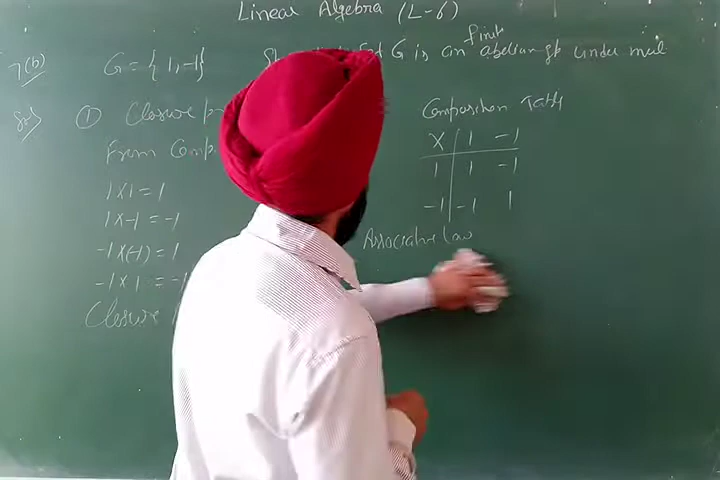 Linear Algebra (L-6)
7(b) G = {1, -1} Sh G is an finite abelian gp under mul
Sol ① Closure pr
From Comp.
1 x 1 = 1
1 x -1 = -1
-1 x (-1) = 1
-1 x 1 = -1
Closure
Composition Table
X 1 -1
1 1 -1
-1 -1 1
Associative law